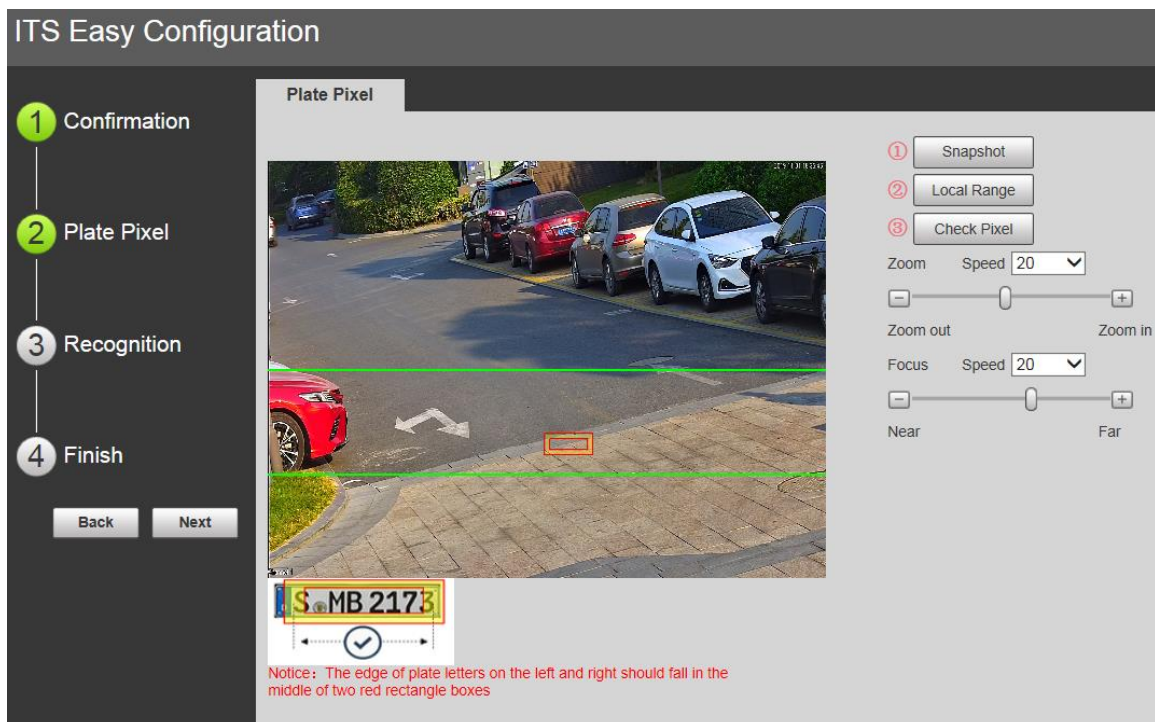 ITS Easy Configuration
1 Confirmation
2 Plate Pixel
3 Recognition
4 Finish
Back Next
Plate Pixel
① Snapshot
② Local Range
③ Check Pixel
Zoom Speed 20
Zoom out Zoom in
Focus Speed 20
Near Far
S MB 2173
Notice：The edge of plate letters on the left and right should fall in the
middle of two red rectangle boxes